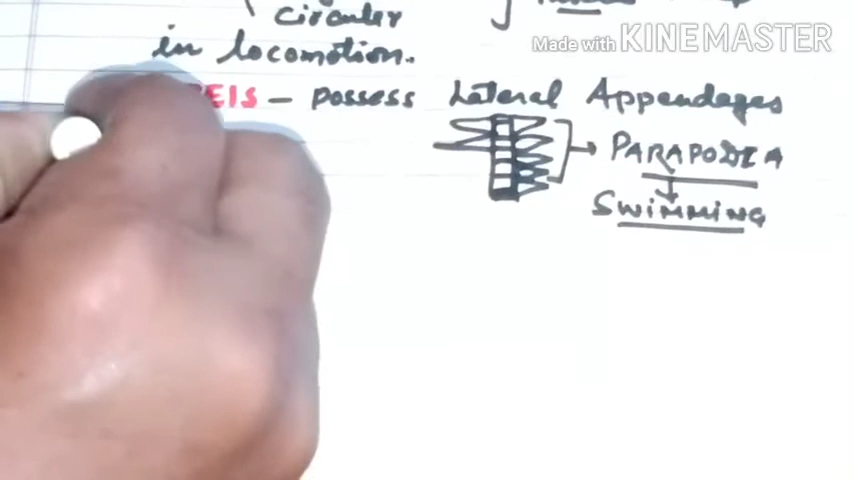 circular
in locomotion.
Made with KINEMASTER
EIS – possess Lateral Appendages
PARAPODIA
SWIMMING